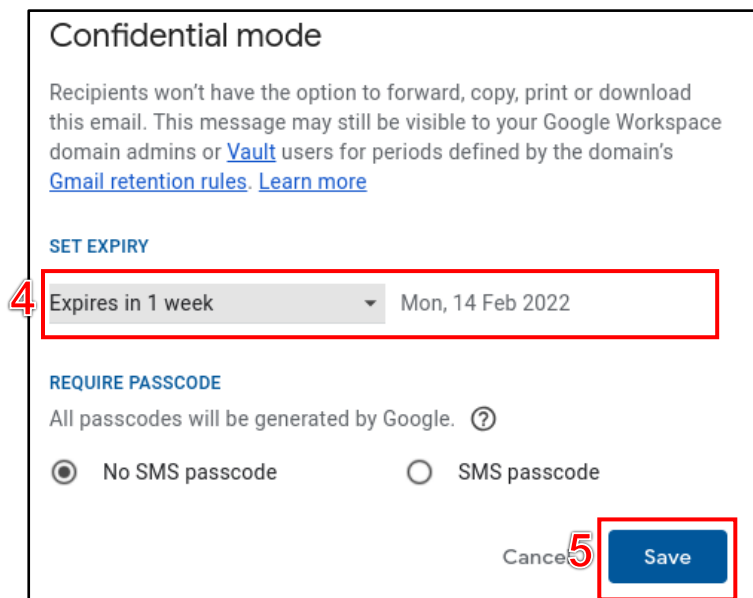 Confidential mode
Recipients won't have the option to forward, copy, print or download
this email. This message may still be visible to your Google Workspace
domain admins or Vault users for periods defined by the domain's
Gmail retention rules. Learn more
SET EXPIRY
4 Expires in 1 week Mon, 14 Feb 2022
REQUIRE PASSCODE
All passcodes will be generated by Google. ?
No SMS passcode SMS passcode
Cancel 5 Save